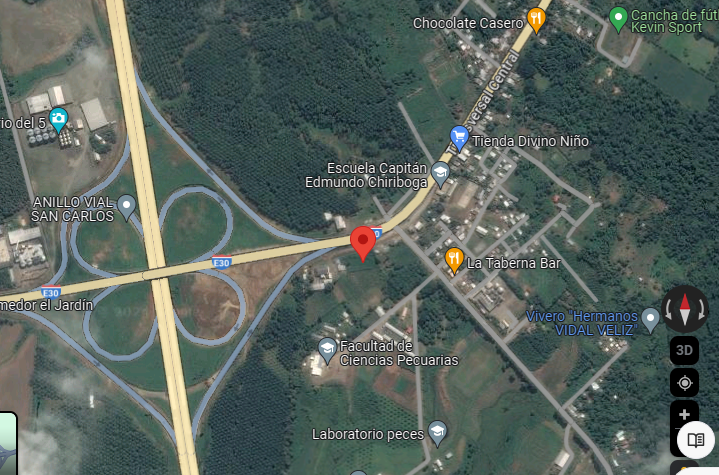 Chocolate Casero
Cancha de fút
Kevin Sport
Transversal Central
io del 5
Tienda Divino Niño
Escuela Capitán
Edmundo Chiriboga
ANILLO VIAL
SAN CARLOS
E30
La Taberna Bar
E30
medor el Jardín
Vivero "Hermanos
VIDAL VELIZ"
Facultad de
Ciencias Pecuarias
3D
Laboratorio peces